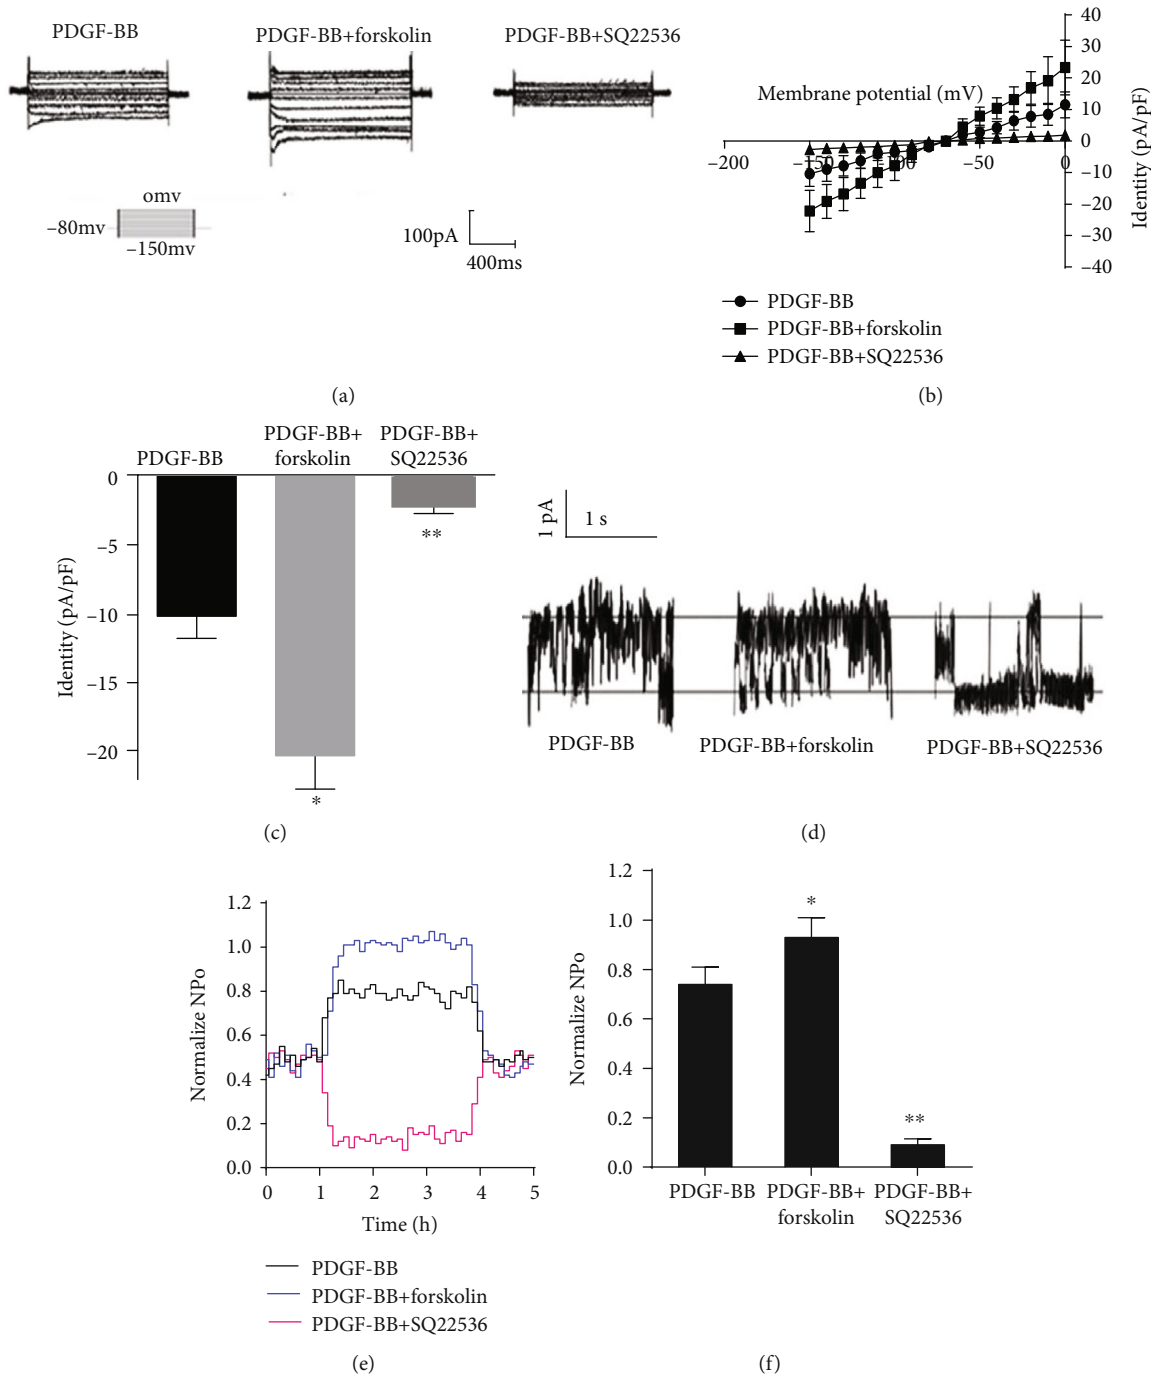 PDGF-BB
PDGF-BB+forskolin
PDGF-BB+SQ22536
omv
−80mv
−150mv
100pA
400ms
(a)
40
30
20
10
0
−10
−20
−30
−40
Membrane potential (mV)
−200
−150
−100
−50
0
Identity (pA/pF)
PDGF-BB
PDGF-BB+forskolin
PDGF-BB+SQ22536
(b)
PDGF-BB
PDGF-BB+
forskolin
PDGF-BB+
SQ22536
0
−5
−10
−15
−20
Identity (pA/pF)
*
**
(c)
1 pA
1 s
PDGF-BB
PDGF-BB+forskolin
PDGF-BB+SQ22536
(d)
1.2
1.0
0.8
0.6
0.4
0.2
0.0
Normalize NPo
0 1 2 3 4 5
Time (h)
PDGF-BB
PDGF-BB+forskolin
PDGF-BB+SQ22536
(e)
1.2
1.0
0.8
0.6
0.4
0.2
0.0
Normalize NPo
*
**
PDGF-BB
PDGF-BB+
forskolin
PDGF-BB+
SQ22536
(f)